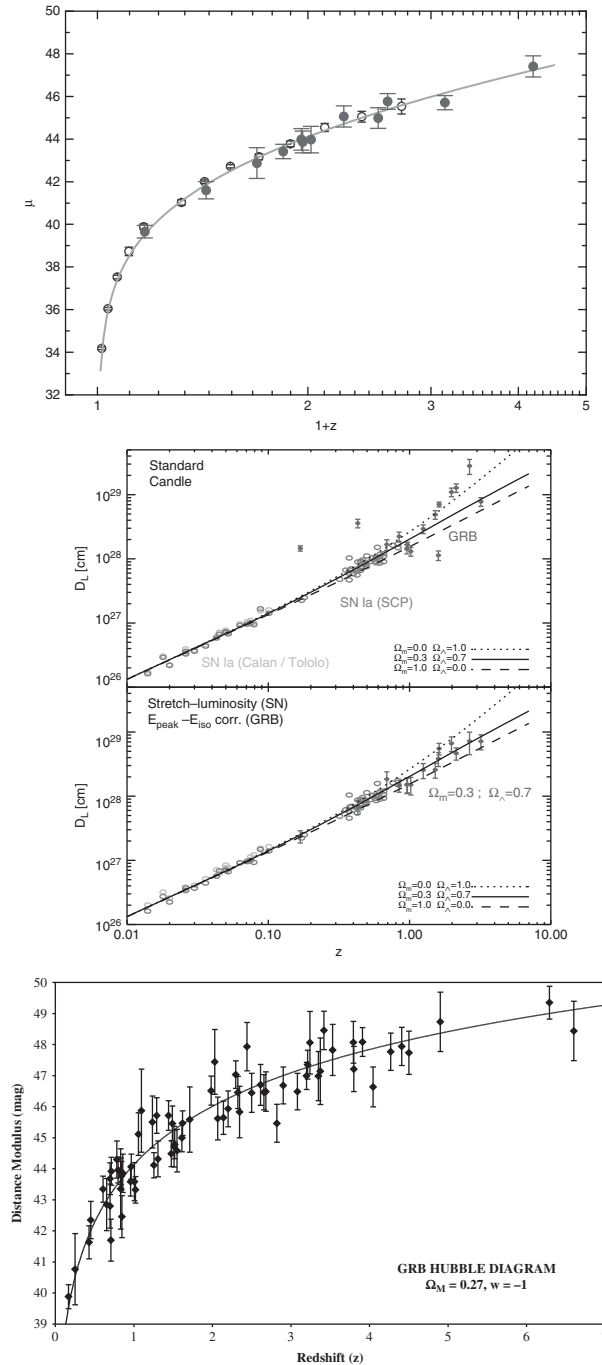 48
46
44
42
40
38
36
34
32
μ
1
2
3
4
5
1+z
Standard
Candle
10^29
10^28
10^27
10^26
D_L [cm]
GRB
SN Ia (SCP)
SN Ia (Calan / Tololo)
Ω_m=0.0 Ω_Λ=1.0
Ω_m=0.3 Ω_Λ=0.7
Ω_m=1.0 Ω_Λ=0.0
Stretch–luminosity (SN)
E_peak –E_iso corr. (GRB)
10^29
10^28
10^27
10^26
D_L [cm]
Ω_m=0.3 ; Ω_Λ=0.7
Ω_m=0.0 Ω_Λ=1.0
Ω_m=0.3 Ω_Λ=0.7
Ω_m=1.0 Ω_Λ=0.0
0.01 0.10 1.00 10.00
z
50
49
48
47
46
45
44
43
42
41
40
39
Distance Modulus (mag)
GRB HUBBLE DIAGRAM
Ω_M = 0.27, w = –1
0 1 2 3 4 5 6 7
Redshift (z)